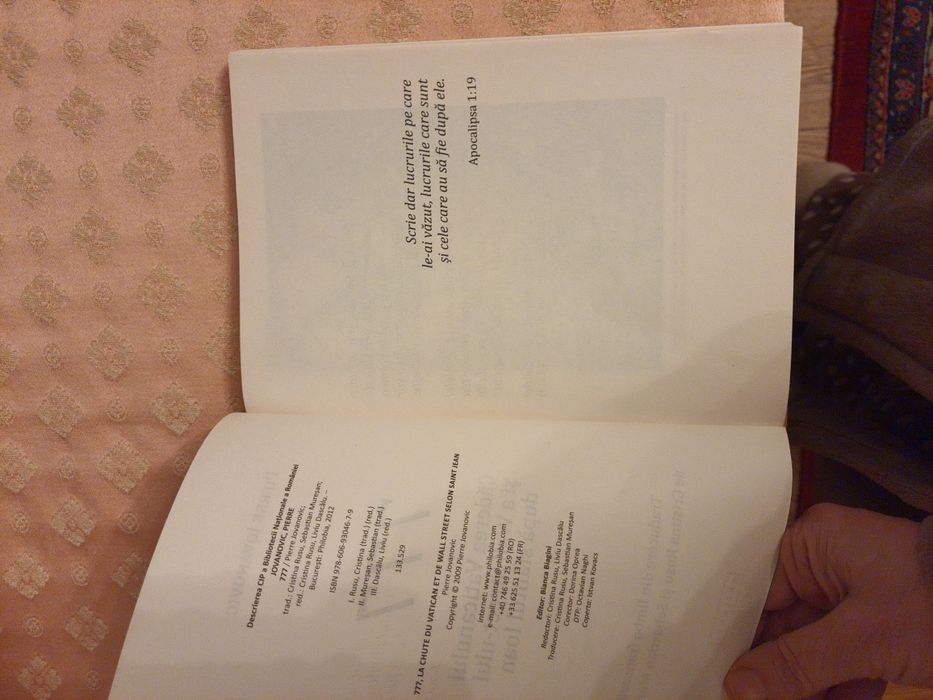 Descrierea CIP a Bibliotecii Naționale a României
JOVANOVIC, PIERRE
777 / Pierre Jovanovic;
trad.: Cristina Rusu, Sebastian Mureșan;
red.: Cristina Rusu, Liviu Dascălu. –
București: Philobia, 2012
ISBN 978-606-93046-7-9
I. Rusu, Cristina (trad.) (red.)
II. Mureșan, Sebastian (trad.)
III. Dascălu, Liviu (red.)
133.529
777, LA CHUTE DU VATICAN ET DE WALL STREET SELON SAINT JEAN
Pierre Jovanovic
Copyright © 2009 Pierre Jovanovic
Internet: www.philobia.com
e-mail: contact@philobia.com
+40 746 49 25 59 (RO)
+33 625 51 13 24 (FR)
Editor: Bianca Biagini
Redactori: Cristina Rusu, Liviu Dascălu
Traducere: Cristina Rusu, Sebastian Mureșan
Corector: Dorina Oprea
DTP: Octavian Naghi
Coperta: Istvan Kovacs
Scrie dar lucrurile pe care
le-ai văzut, lucrurile care sunt
și cele care au să fie după ele.
Apocalipsa 1:19